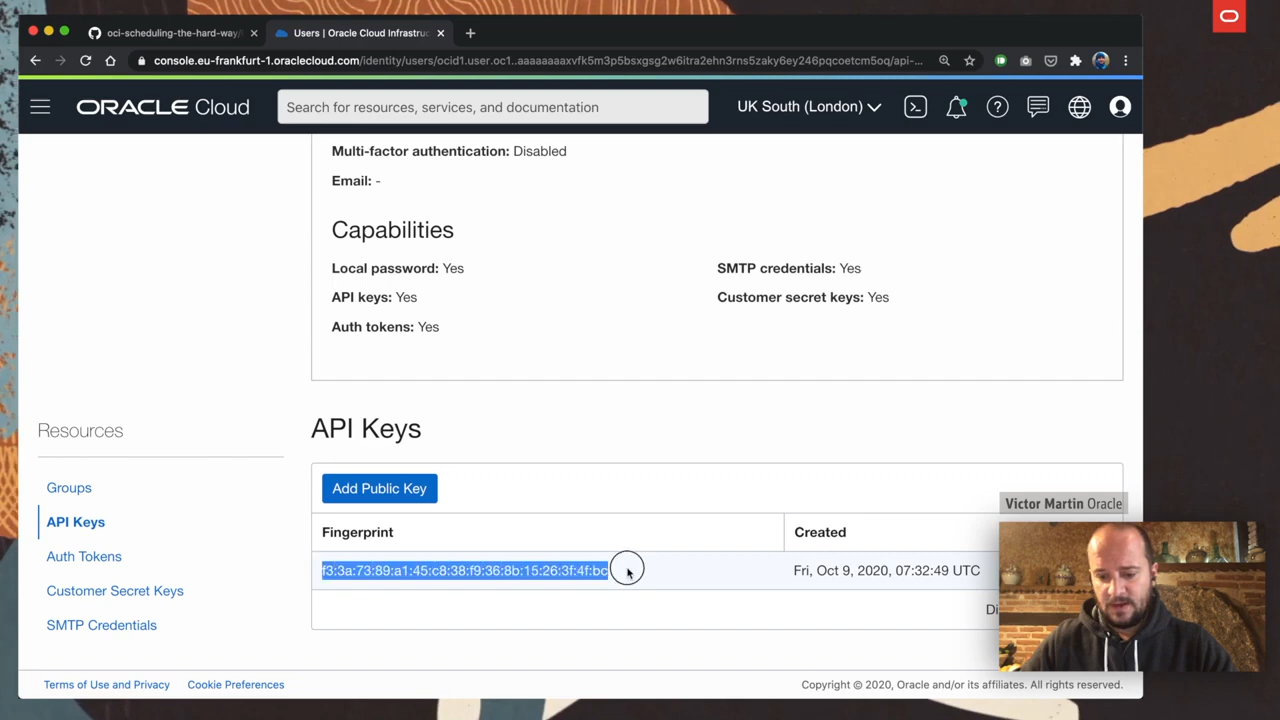 oci-scheduling-the-hard-way/
Users | Oracle Cloud Infrastruc
console.eu-frankfurt-1.oraclecloud.com/identity/users/ocid1.user.oc1..aaaaaaaaxvfk5m3p5bsxgsg2w6itra2ehn3rns5zaky6ey246pqcoetcm5oq/api-...
ORACLE Cloud
Search for resources, services, and documentation
UK South (London)
Multi-factor authentication: Disabled
Email: -
Capabilities
Local password: Yes
SMTP credentials: Yes
API keys: Yes
Customer secret keys: Yes
Auth tokens: Yes
Resources
API Keys
Groups
Add Public Key
Victor Martin Oracle
API Keys
Fingerprint
Created
Auth Tokens
f3:3a:73:89:a1:45:c8:38:f9:36:8b:15:26:3f:4f:bc
Fri, Oct 9, 2020, 07:32:49 UTC
Customer Secret Keys
Di
SMTP Credentials
Terms of Use and Privacy
Cookie Preferences
Copyright © 2020, Oracle and/or its affiliates. All rights reserved.